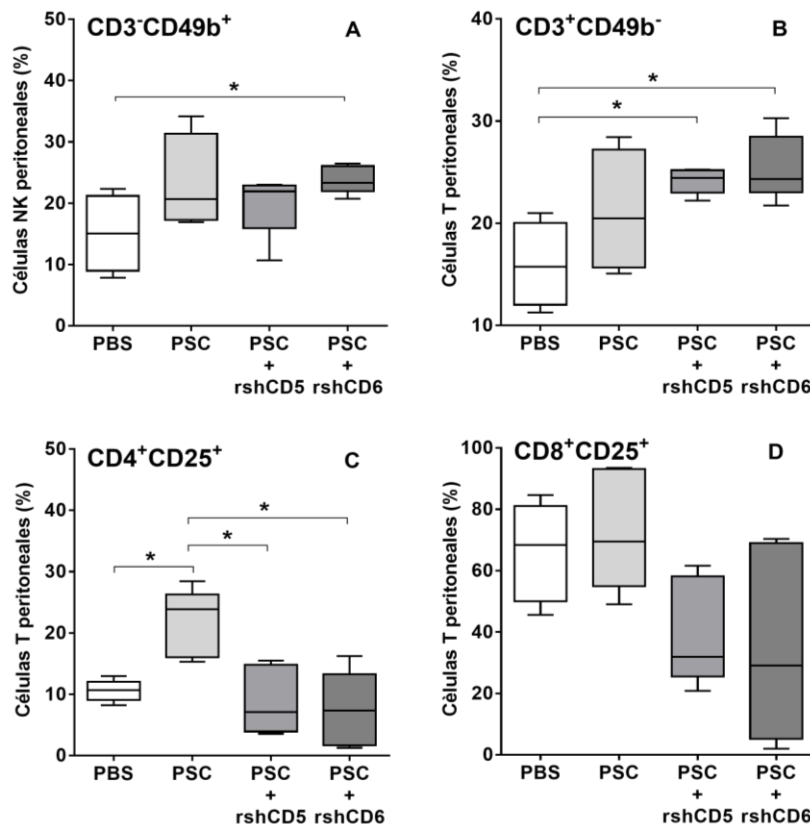 CD3⁻CD49b⁺
A
Células NK peritoneales (%)
50
40
30
20
10
0
*
PBS
PSC
PSC
+
rshCD5
PSC
+
rshCD6
CD3⁺CD49b⁻
B
Células T peritoneales (%)
40
30
20
10
*
*
PBS
PSC
PSC
+
rshCD5
PSC
+
rshCD6
CD4⁺CD25⁺
C
Células T peritoneales (%)
50
40
30
20
10
0
*
*
*
PBS
PSC
PSC
+
rshCD5
PSC
+
rshCD6
CD8⁺CD25⁺
D
Cèlulas T peritoneales (%)
100
80
60
40
20
0
PBS
PSC
PSC
+
rshCD5
PSC
+
rshCD6